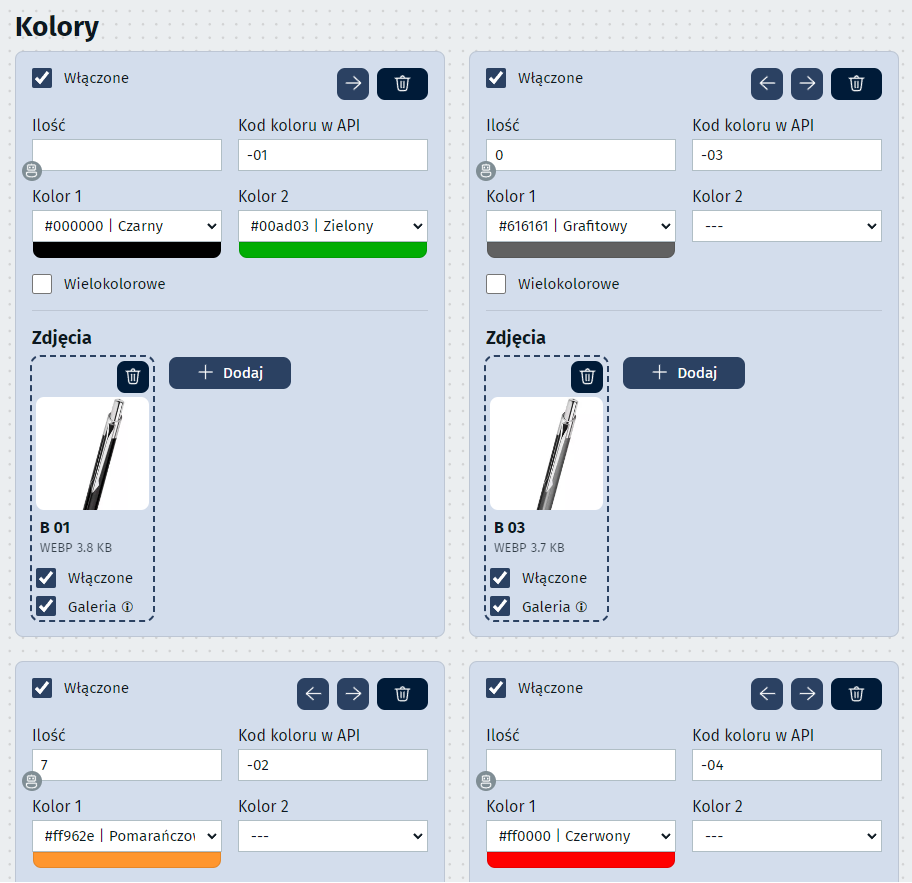 Kolory
Włączone
Ilość Kod koloru w API
-01
Kolor 1 Kolor 2
#000000 | Czarny #00ad03 | Zielony
Wielokolorowe
Zdjęcia
Dodaj
B 01
WEBP 3.8 KB
Włączone
Galeria
Włączone
Ilość Kod koloru w API
0 -03
Kolor 1 Kolor 2
#616161 | Grafitowy ---
Wielokolorowe
Zdjęcia
Dodaj
B 03
WEBP 3.7 KB
Włączone
Galeria
Włączone
Ilość Kod koloru w API
7 -02
Kolor 1 Kolor 2
#ff962e | Pomarańczov ---
Włączone
Ilość Kod koloru w API
-04
Kolor 1 Kolor 2
#ff0000 | Czerwony ---